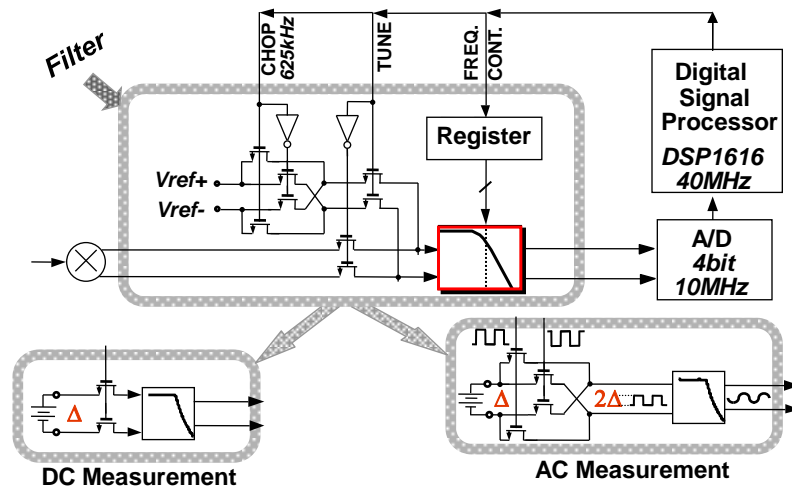 Filter
CHOP
625kHz
TUNE
FREQ.
CONT.
Digital
Signal
Processor
DSP1616
40MHz
Register
Vref+
Vref-
A/D
4bit
10MHz
Δ
Δ
2Δ
DC Measurement
AC Measurement